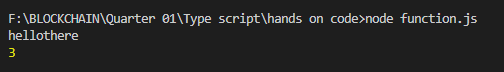 F:\BLOCKCHAIN\Quarter 01\Type script\hands on code>node function.js
hellothere
3